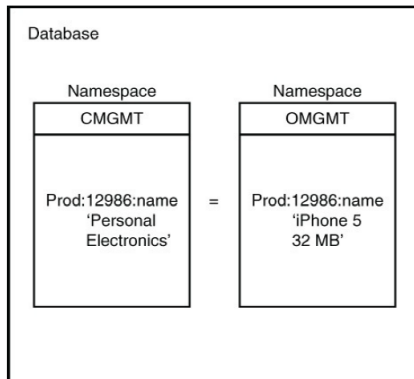 Database
Namespace
CMGMT
Prod:12986:name
‘Personal
Electronics’
=
Namespace
OMGMT
Prod:12986:name
‘iPhone 5
32 MB’